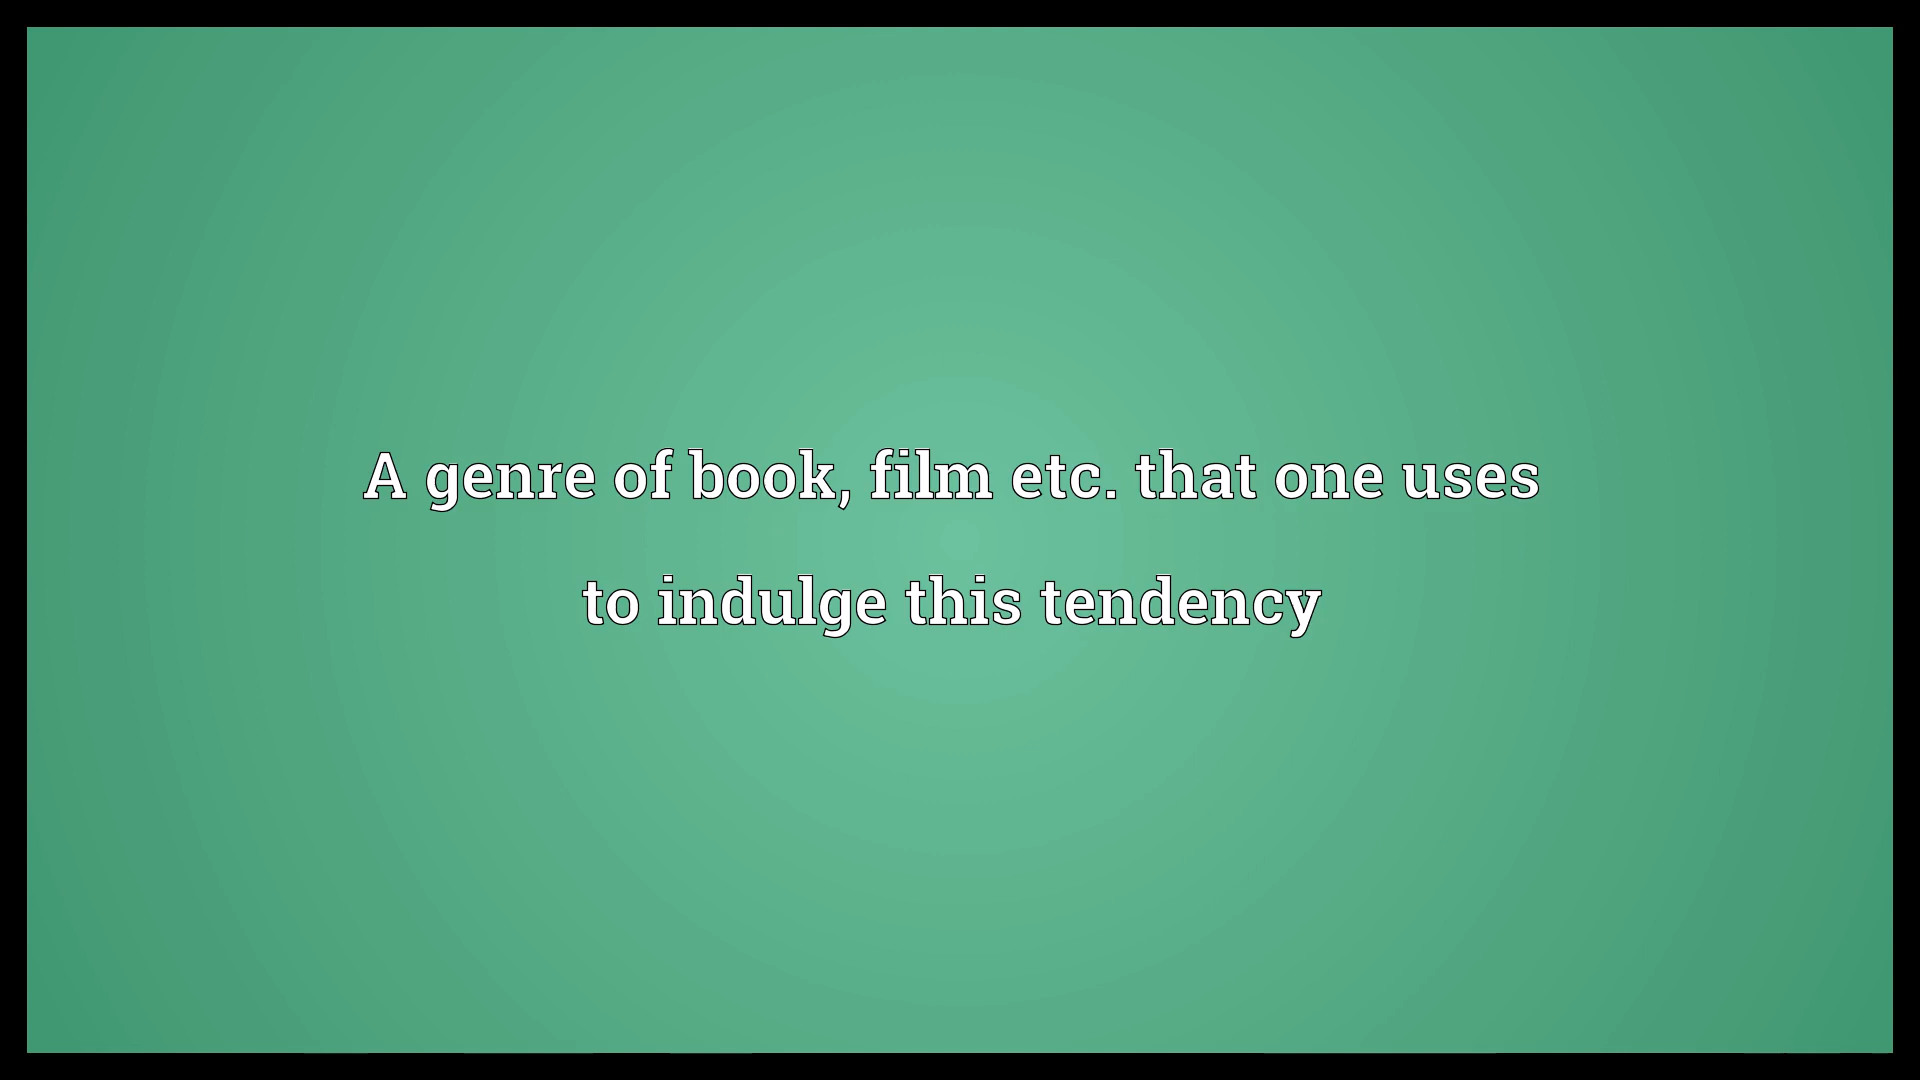 A genre of book, film etc. that one uses
to indulge this tendency